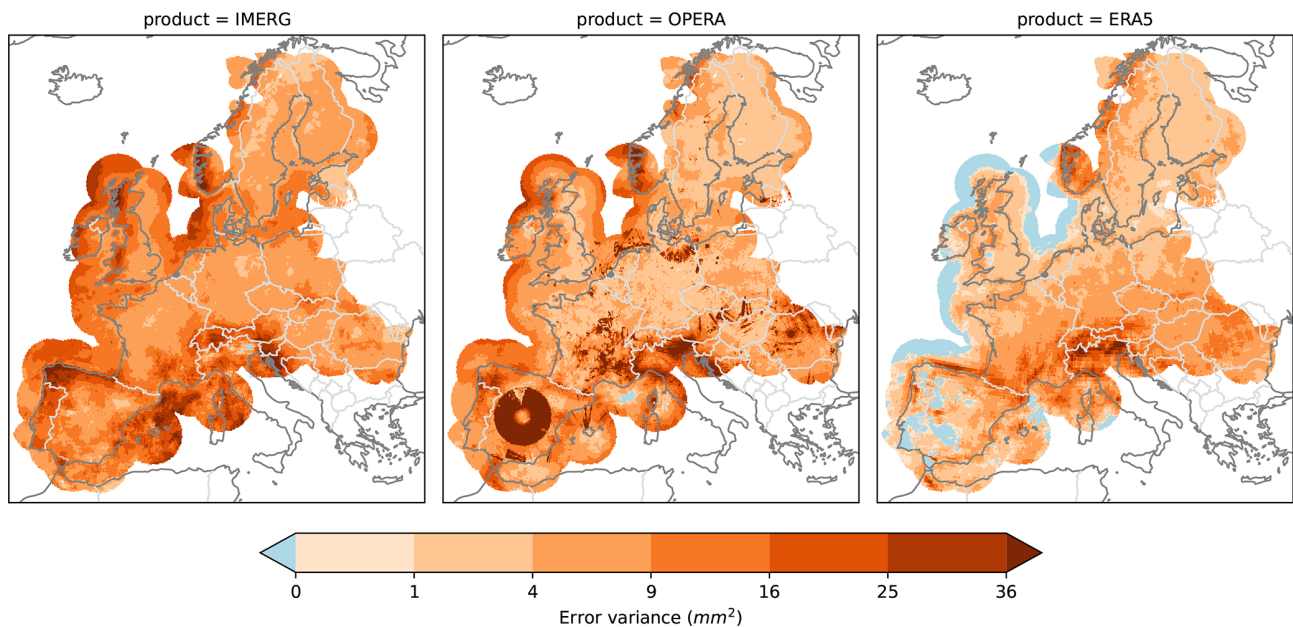 product = IMERG
product = OPERA
product = ERA5
0 1 4 9 16 25 36
Error variance (mm²)